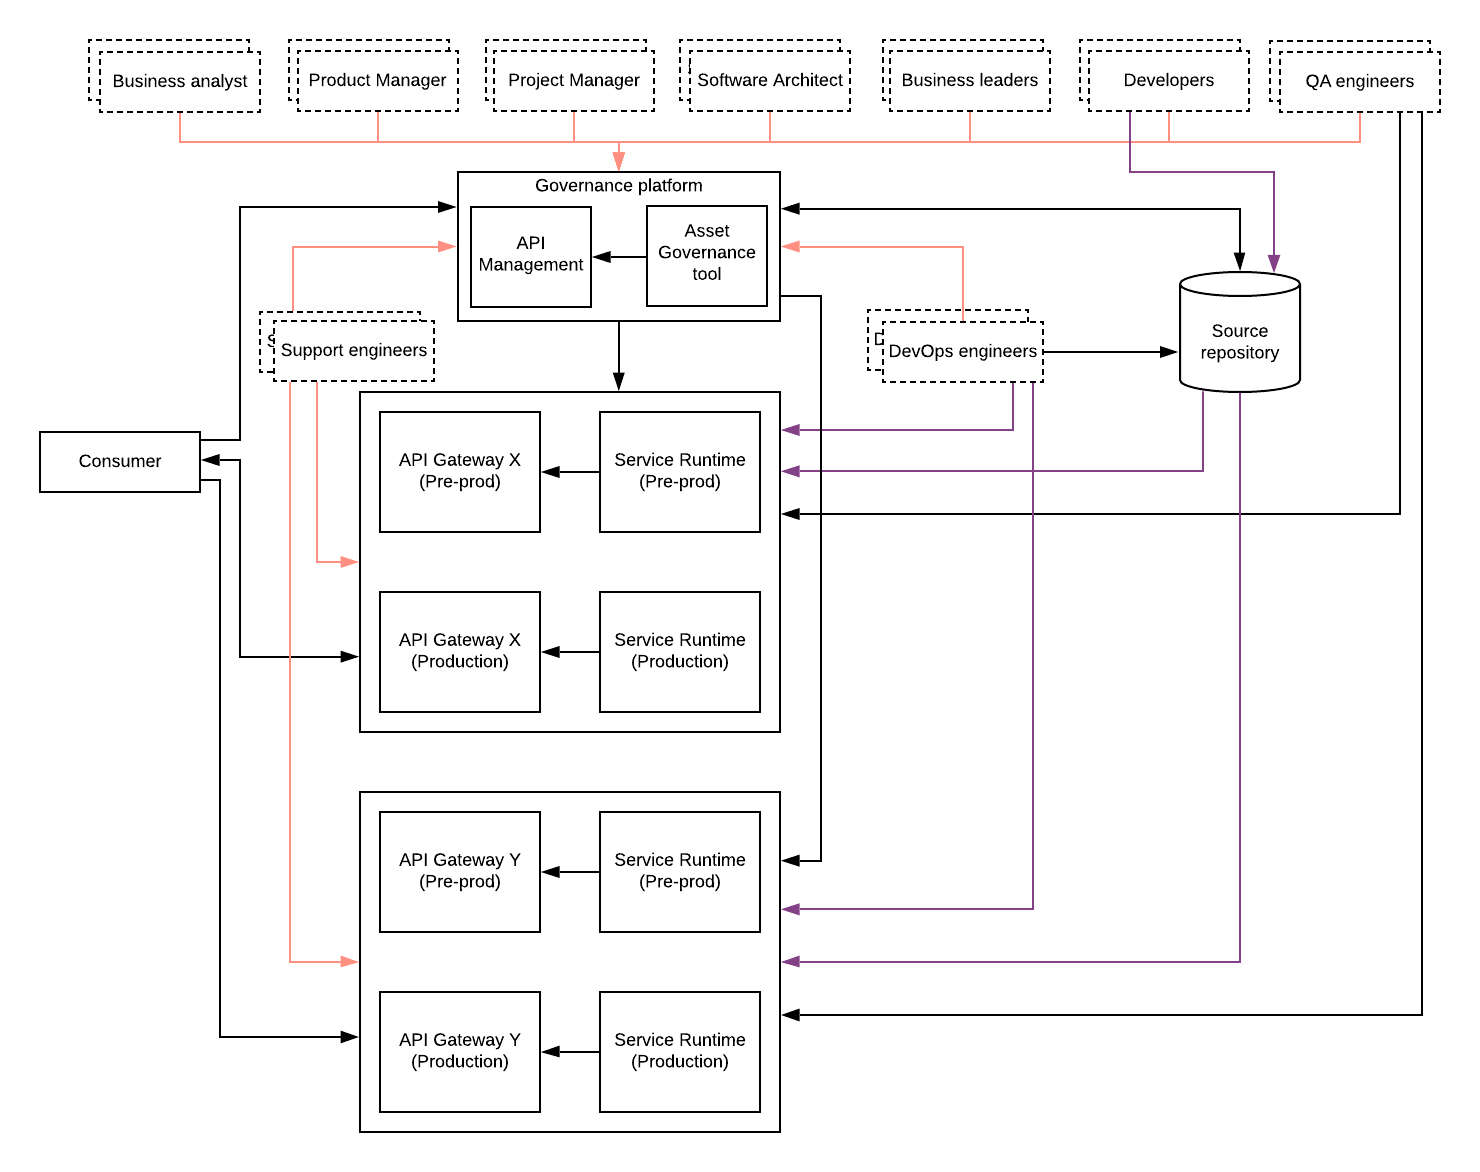 Business analyst
Product Manager
Project Manager
Software Architect
Business leaders
Developers
QA engineers
Governance platform
API
Management
Asset
Governance
tool
Support engineers
DevOps engineers
Source
repository
Consumer
API Gateway X
(Pre-prod)
Service Runtime
(Pre-prod)
API Gateway X
(Production)
Service Runtime
(Production)
API Gateway Y
(Pre-prod)
Service Runtime
(Pre-prod)
API Gateway Y
(Production)
Service Runtime
(Production)